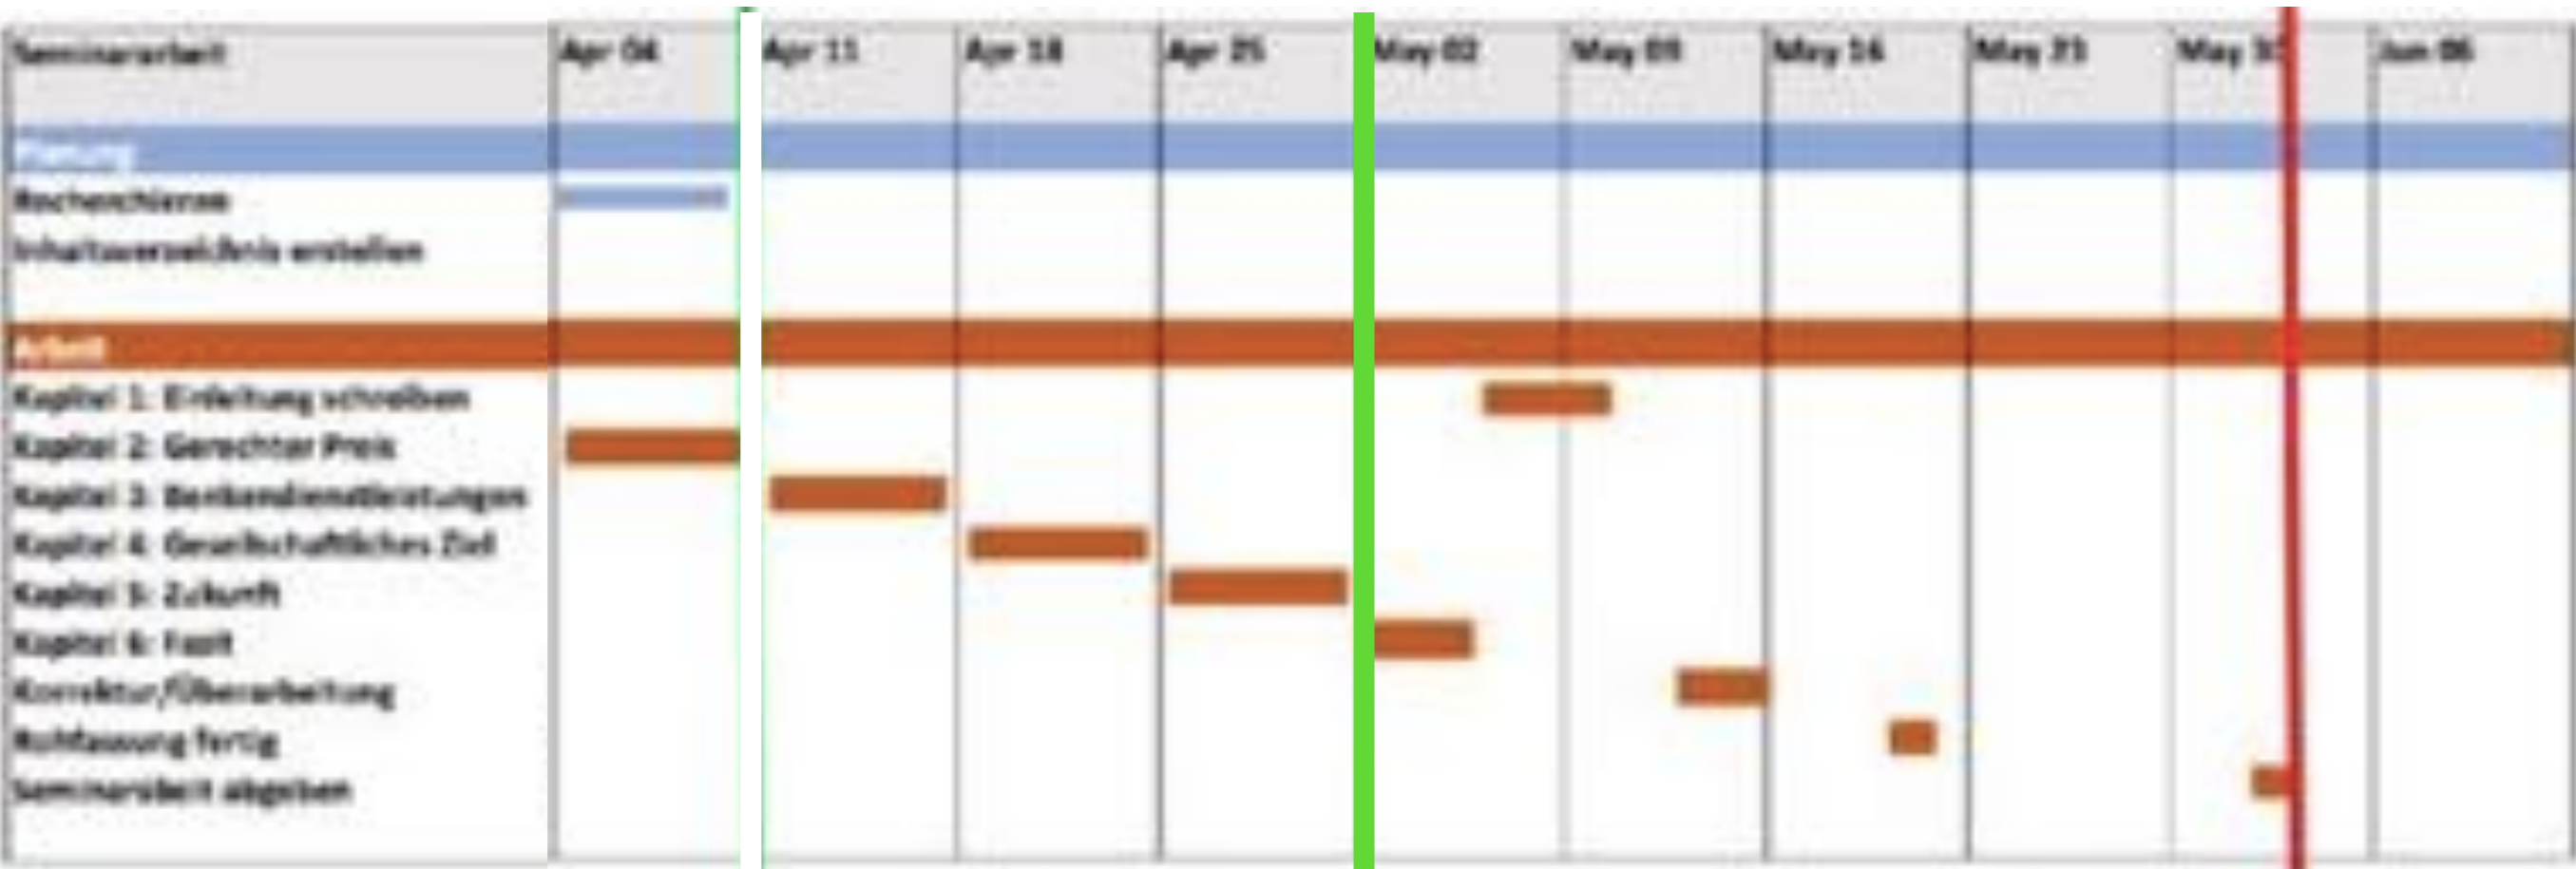 Seminararbeit Apr 04 Apr 11 Apr 18 Apr 25 May 02 May 09 May 16 May 23 May Jun 06
Planung
Recherchieren
Inhaltsverzeichnis erstellen
Arbeit
Kapitel 1: Einleitung schreiben
Kapitel 2: Gerechter Preis
Kapitel 3: Bankendienstleistungen
Kapitel 4: Gesellschaftliches Ziel
Kapitel 5: Zukunft
Kapitel 6: Fazit
Korrektur/Überarbeitung
Rohfassung fertig
Seminararbeit abgeben